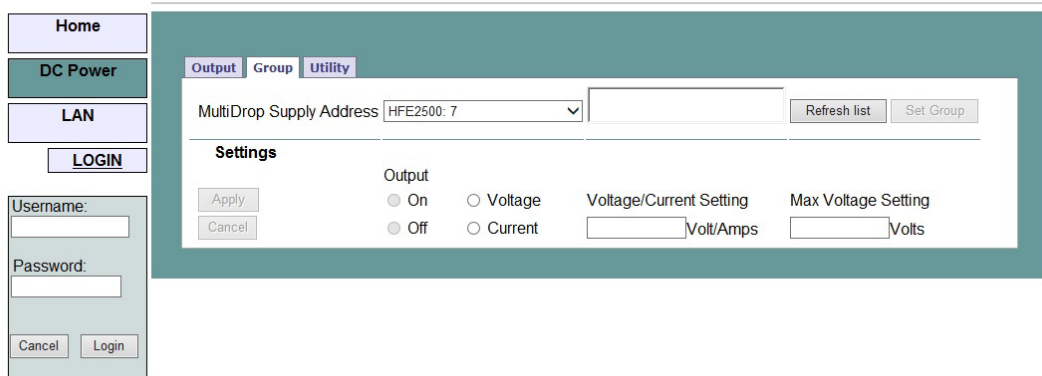 Home
DC Power
LAN
LOGIN
Username:
Password:
Cancel Login
Output Group Utility
MultiDrop Supply Address HFE2500: 7 Refresh list Set Group
Settings
Output
Apply On Voltage Voltage/Current Setting Max Voltage Setting
Cancel Off Current Volt/Amps Volts